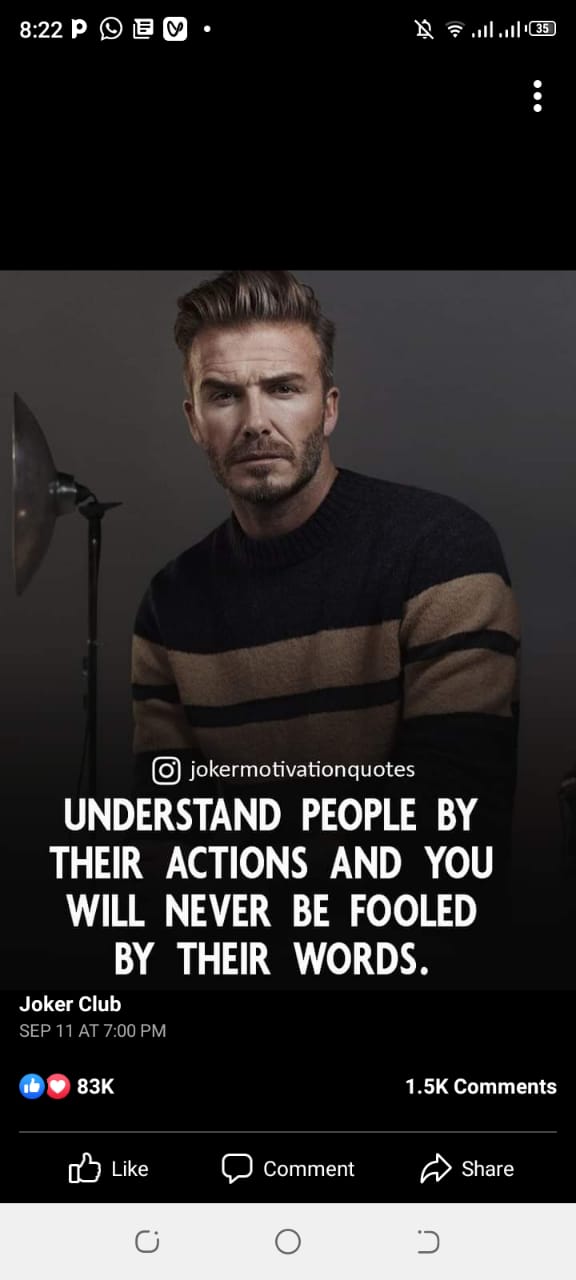 8:22
35
jokermotivationquotes
UNDERSTAND PEOPLE BY
THEIR ACTIONS AND YOU
WILL NEVER BE FOOLED
BY THEIR WORDS.
Joker Club
SEP 11 AT 7:00 PM
83K 1.5K Comments
Like Comment Share